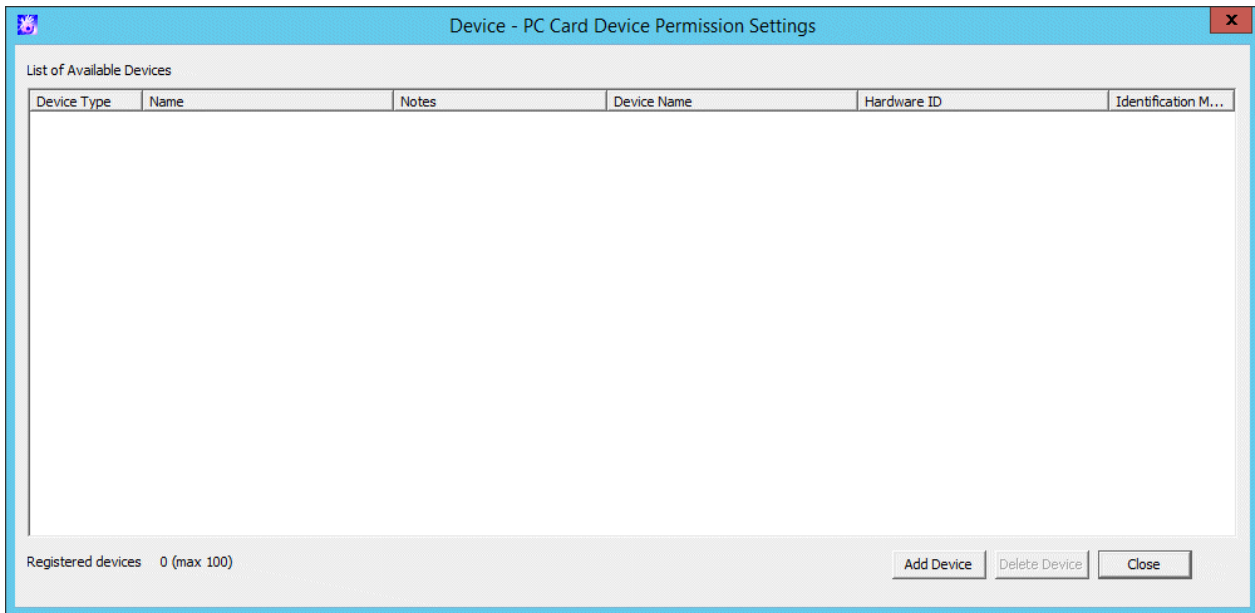 Device - PC Card Device Permission Settings
x
List of Available Devices
Device Type Name Notes Device Name Hardware ID Identification M...
Registered devices 0 (max 100) Add Device Delete Device Close